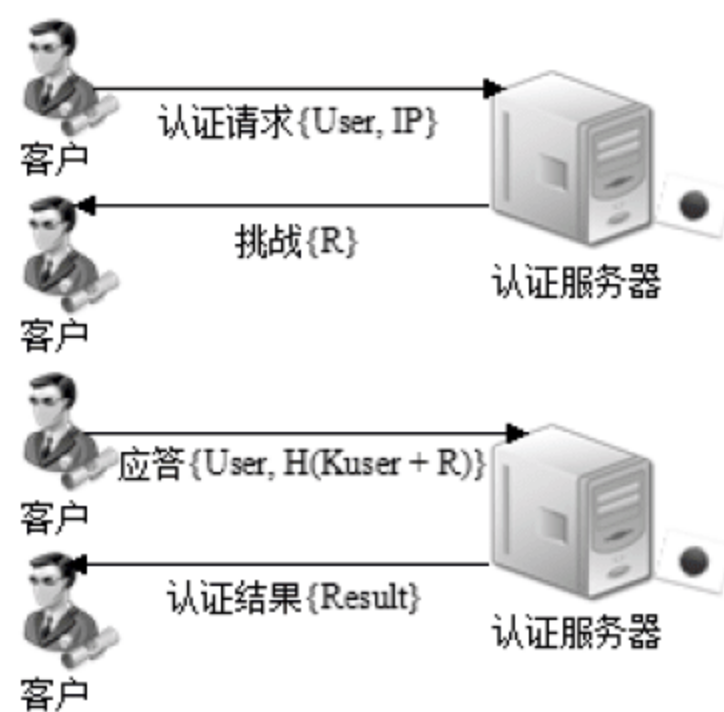 认证请求{User, IP}
客户
挑战{R}
认证服务器
客户
应答{User, H(Kuser + R)}
客户
认证结果{Result}
认证服务器
客户